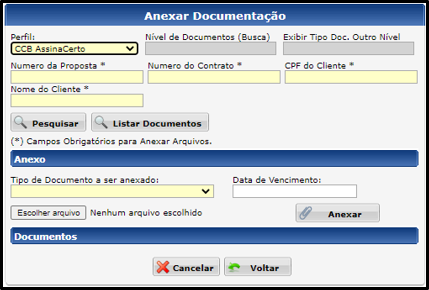 Anexar Documentação
Perfil: Nível de Documentos (Busca) Exibir Tipo Doc. Outro Nível
CCB AssinaCerto
Numero da Proposta * Numero do Contrato * CPF do Cliente *
Nome do Cliente *
Pesquisar Listar Documentos
(*) Campos Obrigatórios para Anexar Arquivos.
Anexo
Tipo de Documento a ser anexado: Data de Vencimento:
Escolher arquivo Nenhum arquivo escolhido Anexar
Documentos
Cancelar Voltar